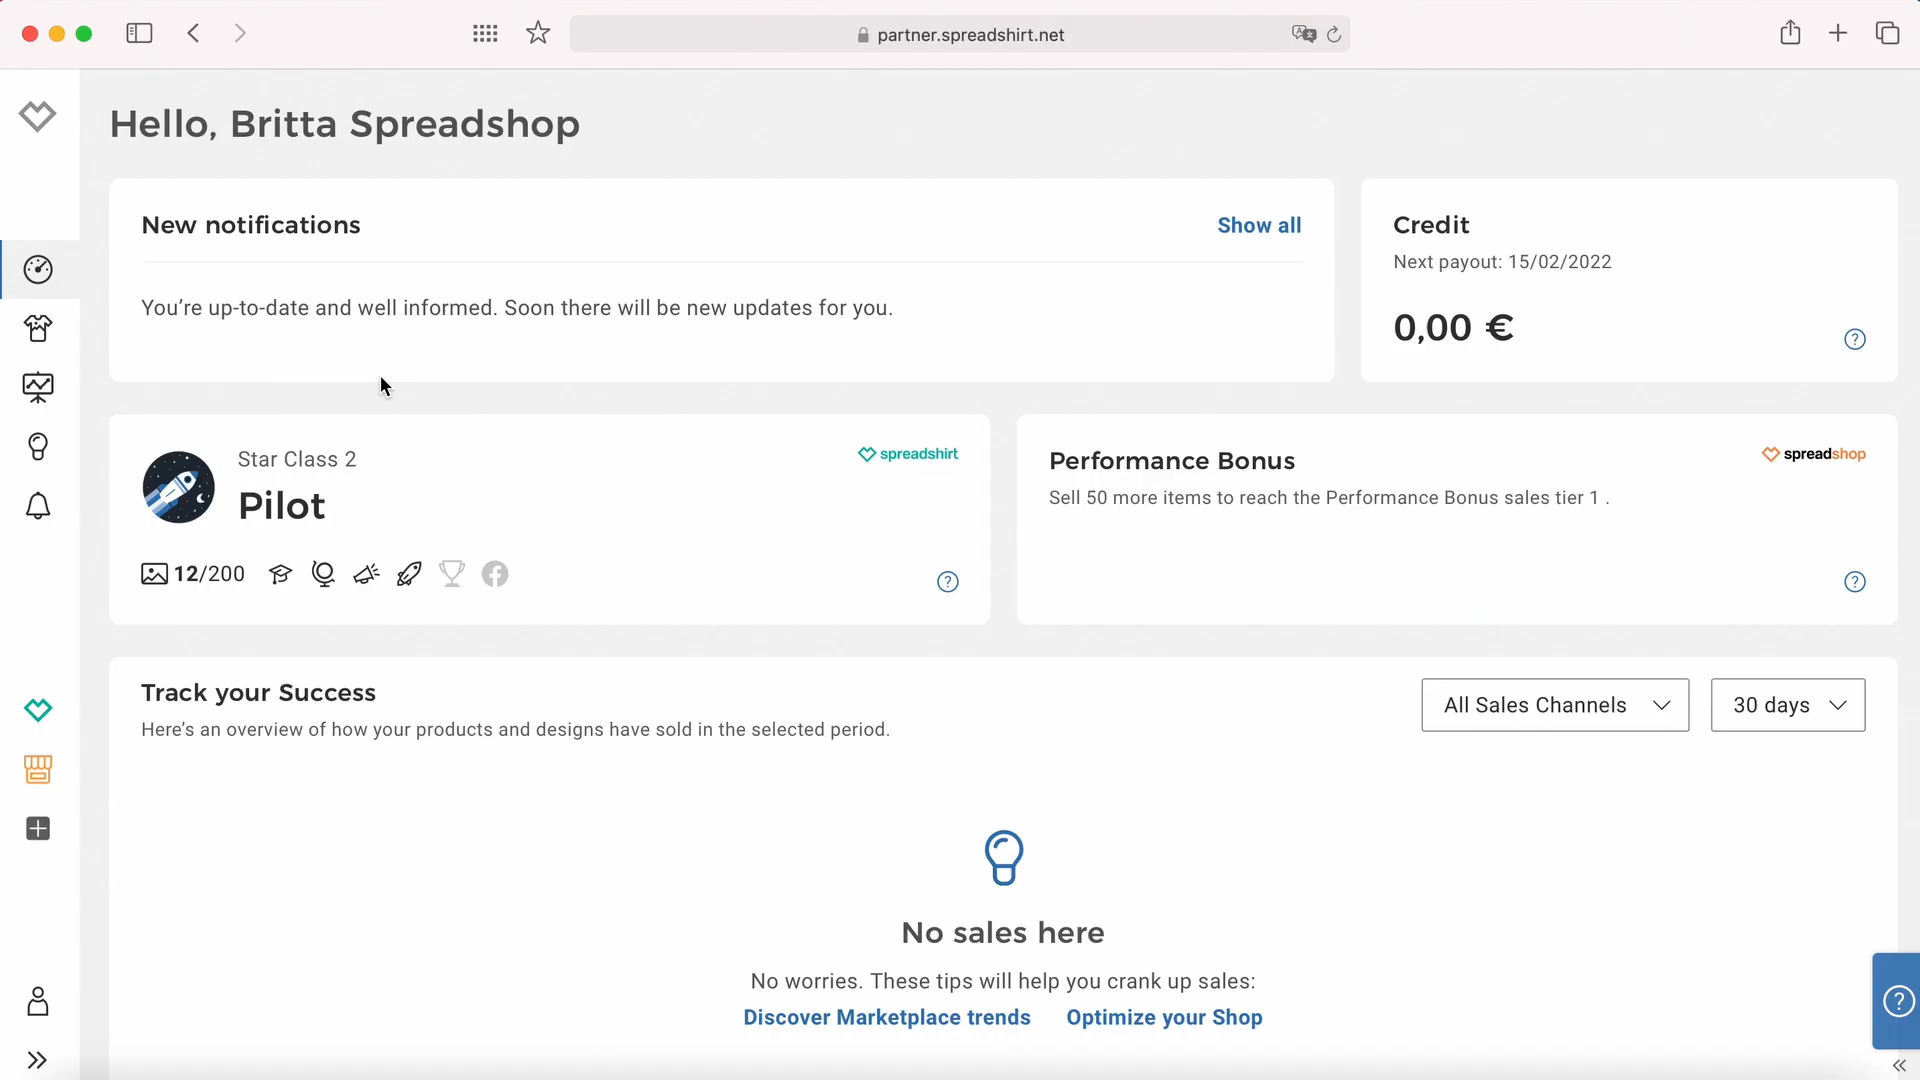 partner.spreadshirt.net
Hello, Britta Spreadshop
New notifications
Show all
You’re up-to-date and well informed. Soon there will be new updates for you.
Credit
Next payout: 15/02/2022
0,00 €
Star Class 2
Pilot
spreadshirt
12/200
Performance Bonus
spreadshop
Sell 50 more items to reach the Performance Bonus sales tier 1 .
Track your Success
Here’s an overview of how your products and designs have sold in the selected period.
All Sales Channels
30 days
No sales here
No worries. These tips will help you crank up sales:
Discover Marketplace trends
Optimize your Shop